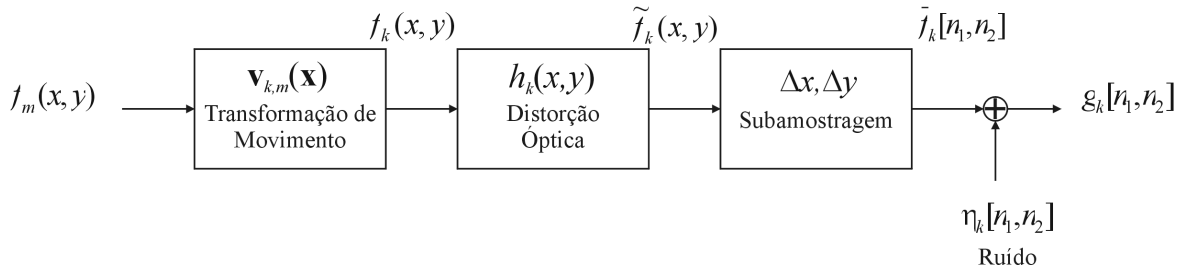 f_m(x, y)
v_{k,m}(x)
Transformação de
Movimento
f_k(x, y)
h_k(x,y)
Distorção
Óptica
f̃_k(x, y)
Δx,Δy
Subamostragem
f̄_k[n_1,n_2]
+
g_k[n_1,n_2]
η_k[n_1,n_2]
Ruído